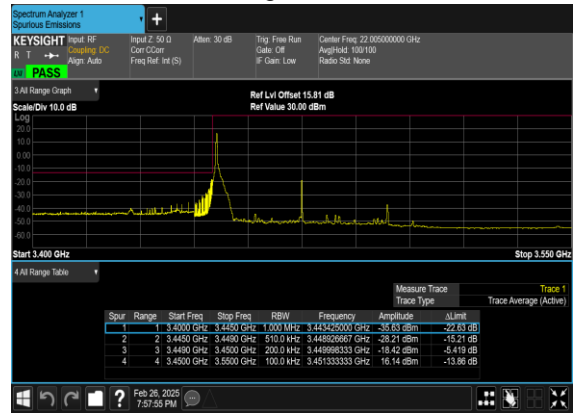 Spectrum Analyzer 1
Spurious Emissions
+
KEYSIGHT Input: RF Input Z: 50 Ω Atten: 30 dB Trig: Free Run Center Freq: 22.005000000 GHz
R T Coupling: DC Corr CCorr Gate: Off Avg|Hold: 100/100
Align: Auto Freq Ref: Int (S) IF Gain: Low Radio Std: None
PASS
3 All Range Graph
Ref Lvl Offset 15.81 dB
Scale/Div 10.0 dB Ref Value 30.00 dBm
Log
20.0
10.0
0.00
-10.0
-20.0
-30.0
-40.0
-50.0
-60.0
Start 3.400 GHz Stop 3.550 GHz
4 All Range Table
Measure Trace Trace 1
Trace Type Trace Average (Active)
Spur Range Start Freq Stop Freq RBW Frequency Amplitude ΔLimit
1 1 3.4000 GHz 3.4450 GHz 1.000 MHz 3.443425000 GHz -35.63 dBm -22.63 dB
2 2 3.4450 GHz 3.4490 GHz 510.0 kHz 3.448926667 GHz -28.21 dBm -15.21 dB
3 3 3.4490 GHz 3.4500 GHz 200.0 kHz 3.449998333 GHz -18.42 dBm -5.419 dB
4 4 3.4500 GHz 3.5500 GHz 100.0 kHz 3.451333333 GHz 16.14 dBm -13.86 dB
?
Feb 26, 2025
7:57:55 PM